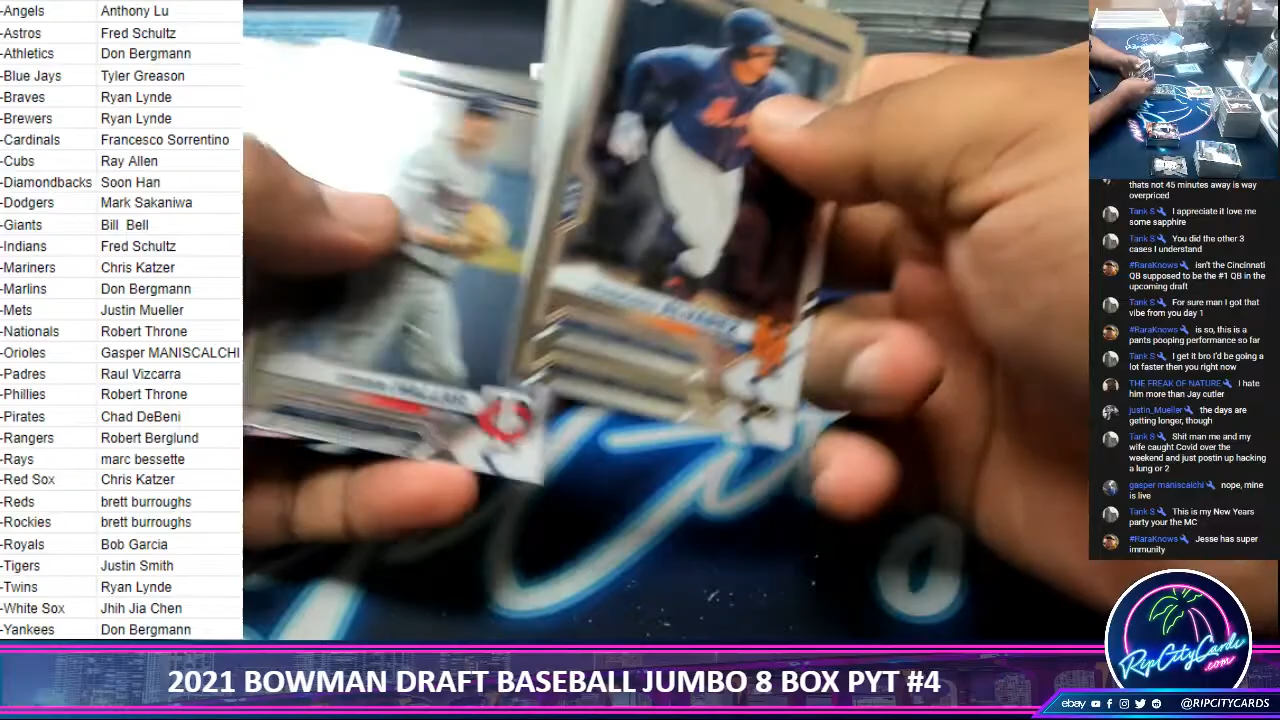 -Angels Anthony Lu
-Astros Fred Schultz
-Athletics Don Bergmann
-Blue Jays Tyler Greason
-Braves Ryan Lynde
-Brewers Ryan Lynde
-Cardinals Francesco Sorrentino
-Cubs Ray Allen
-Diamondbacks Soon Han
-Dodgers Mark Sakaniwa
-Giants Bill Bell
-Indians Fred Schultz
-Mariners Chris Katzer
-Marlins Don Bergmann
-Mets Justin Mueller
-Nationals Robert Throne
-Orioles Gasper MANISCALCHI
-Padres Raul Vizcarra
-Phillies Robert Throne
-Pirates Chad DeBeni
-Rangers Robert Berglund
-Rays marc bessette
-Red Sox Chris Katzer
-Reds brett burroughs
-Rockies brett burroughs
-Royals Bob Garcia
-Tigers Justin Smith
-Twins Ryan Lynde
-White Sox Jhih Jia Chen
-Yankees Don Bergmann
thats not 45 minutes away is way
overpriced
Tank S I appreciate it love me
some sapphire
Tank S You did the other 3
cases I understand
#RaraKnows isn't the Cincinnati
QB supposed to be the #1 QB in the
upcoming draft
Tank S For sure man I got that
vibe from you day 1
#RaraKnows is so, this is a
pants pooping performance so far
Tank S I get it bro I'd be going a
lot faster then you right now
THE FREAK OF NATURE I hate
him more than Jay cutler
justin_Mueller the days are
getting longer, though
Tank S Shit man me and my
wife caught Covid over the
weekend and just postin up hacking
a lung or 2
gasper maniscalchi nope, mine
is live
Tank S This is my New Years
party your the MC
#RaraKnows Jesse has super
immunity
RipCityCards
.com
2021 BOWMAN DRAFT BASEBALL JUMBO 8 BOX PYT #4
ebay @RIPCITYCARDS